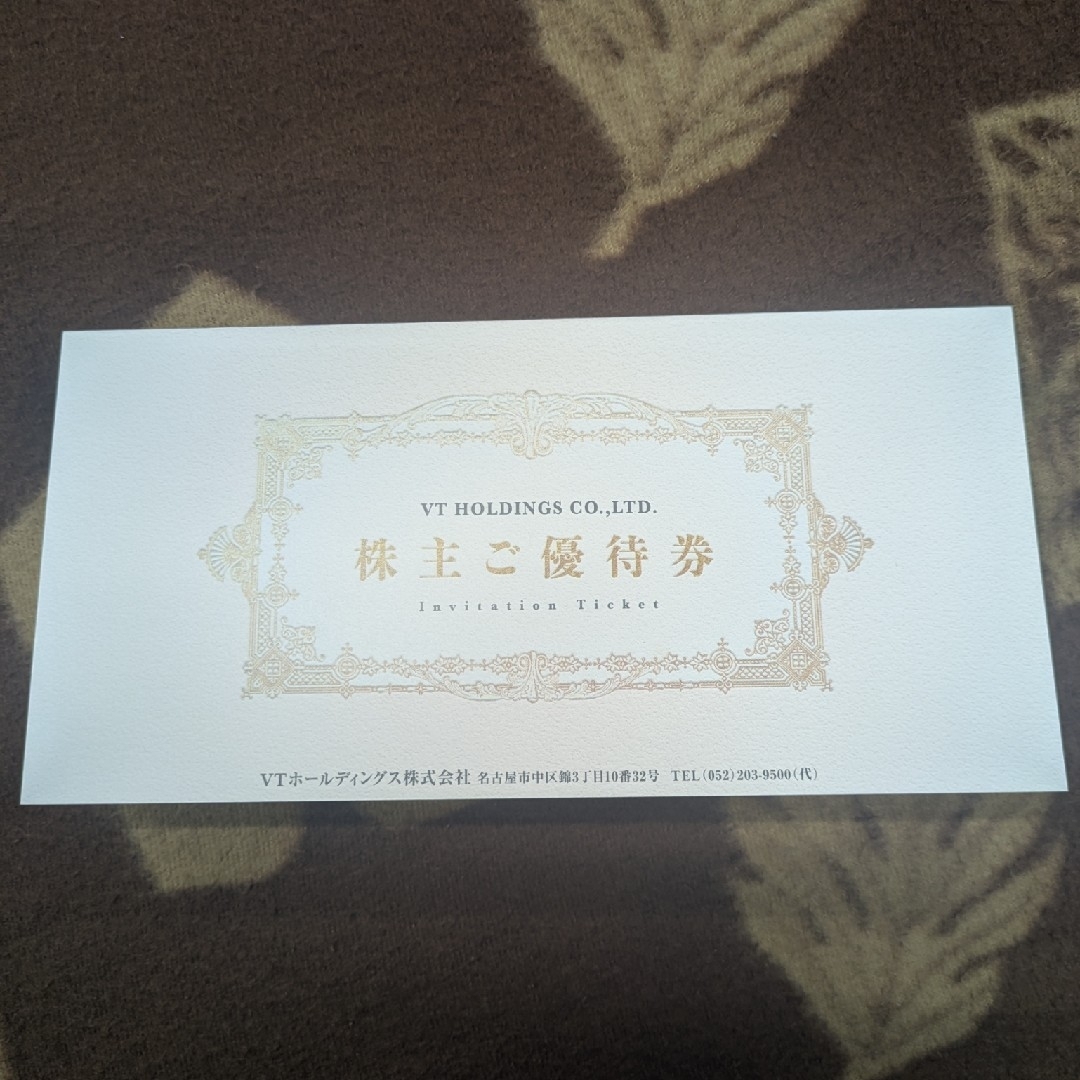 VT HOLDINGS CO.,LTD.
株主ご優待券
Invitation Ticket
VTホールディングス株式会社 名古屋市中区錦3丁目10番32号 TEL(052)203-9500(代)